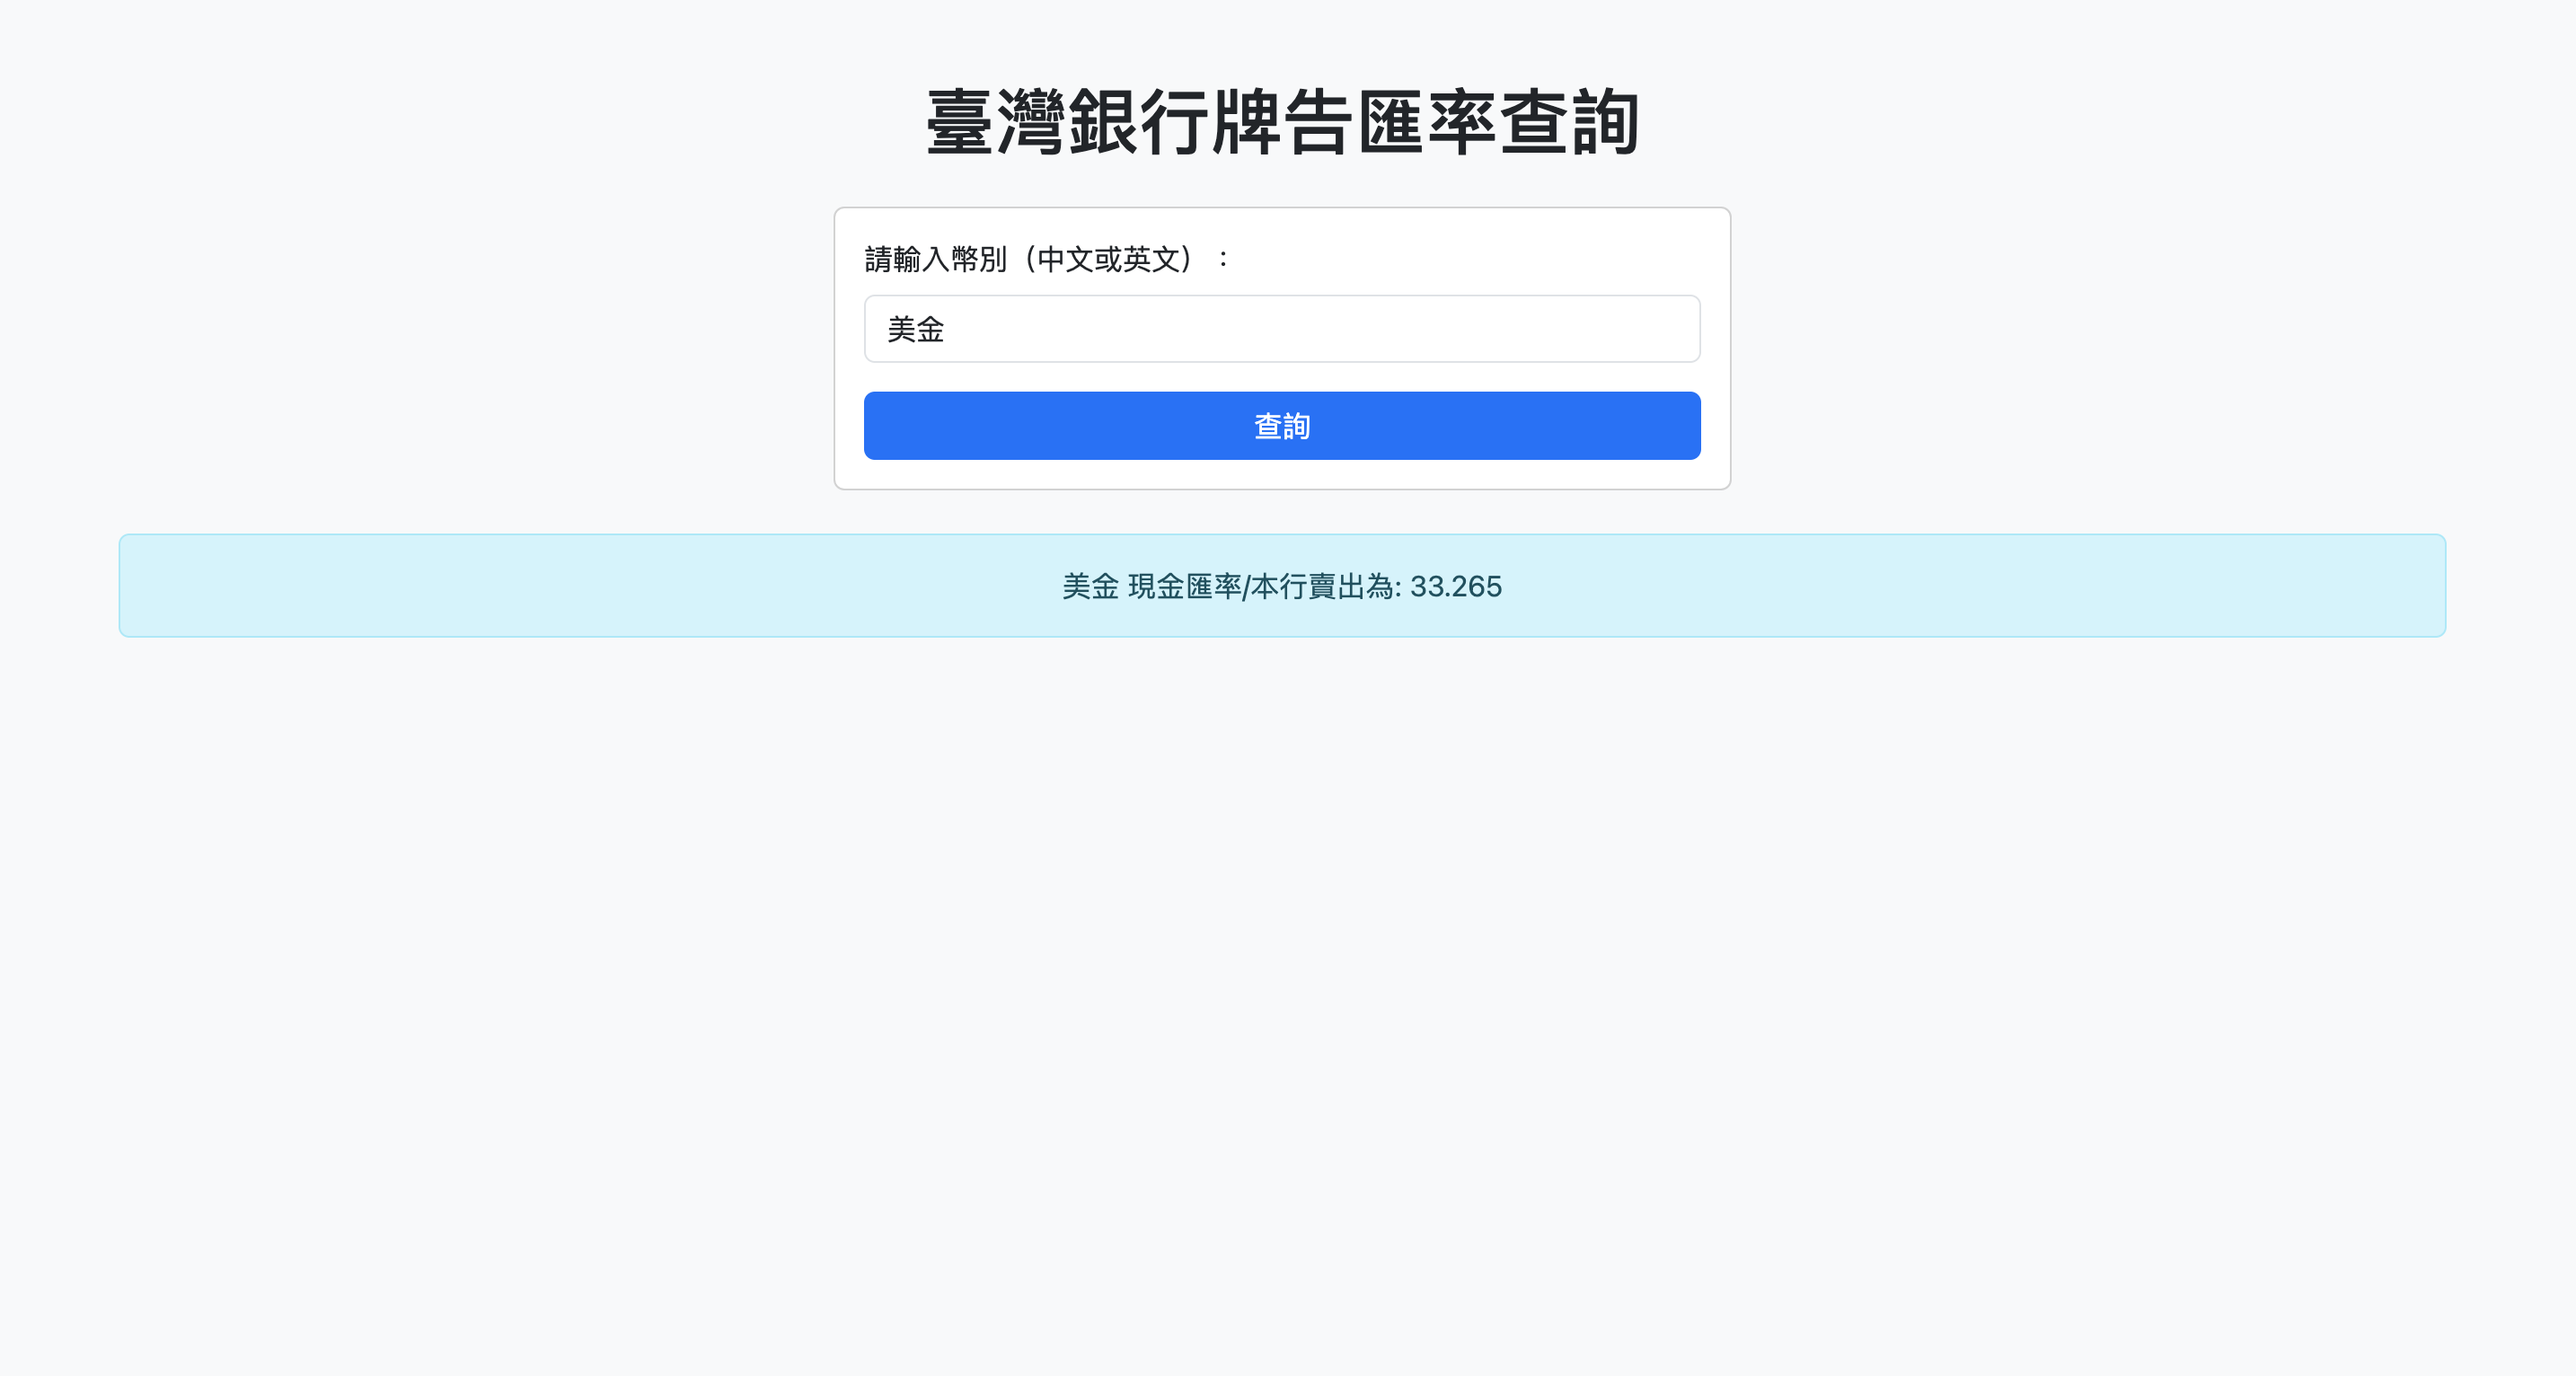 臺灣銀行牌告匯率查詢
請輸入幣別（中文或英文）：
美金
查詢
美金 現金匯率/本行賣出為: 33.265